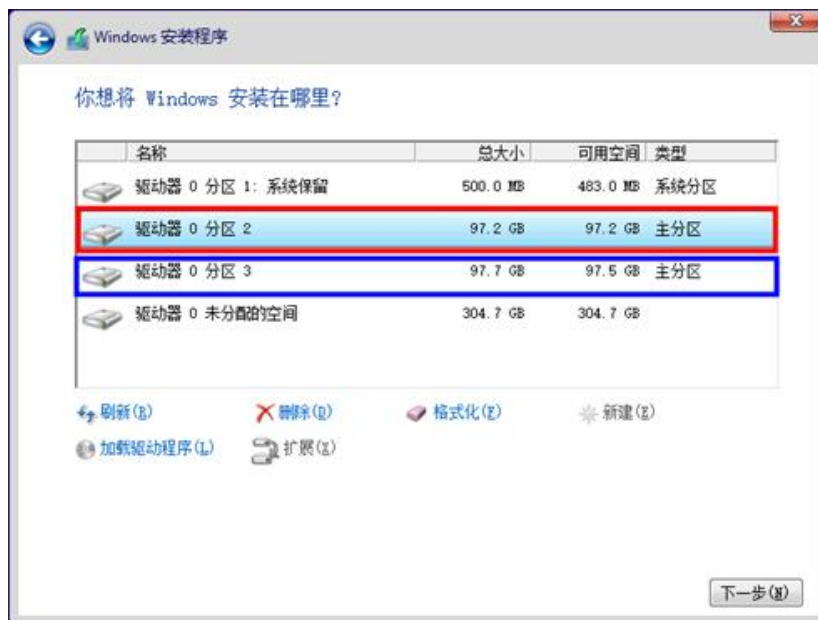 Windows 安装程序
你想将 Windows 安装在哪里?
名称 总大小 可用空间 类型
驱动器 0 分区 1: 系统保留 500.0 MB 483.0 MB 系统分区
驱动器 0 分区 2 97.2 GB 97.2 GB 主分区
驱动器 0 分区 3 97.7 GB 97.5 GB 主分区
驱动器 0 未分配的空间 304.7 GB 304.7 GB
刷新(R) 删除(D) 格式化(F) 新建(E)
加载驱动程序(L) 扩展(X)
下一步(N)